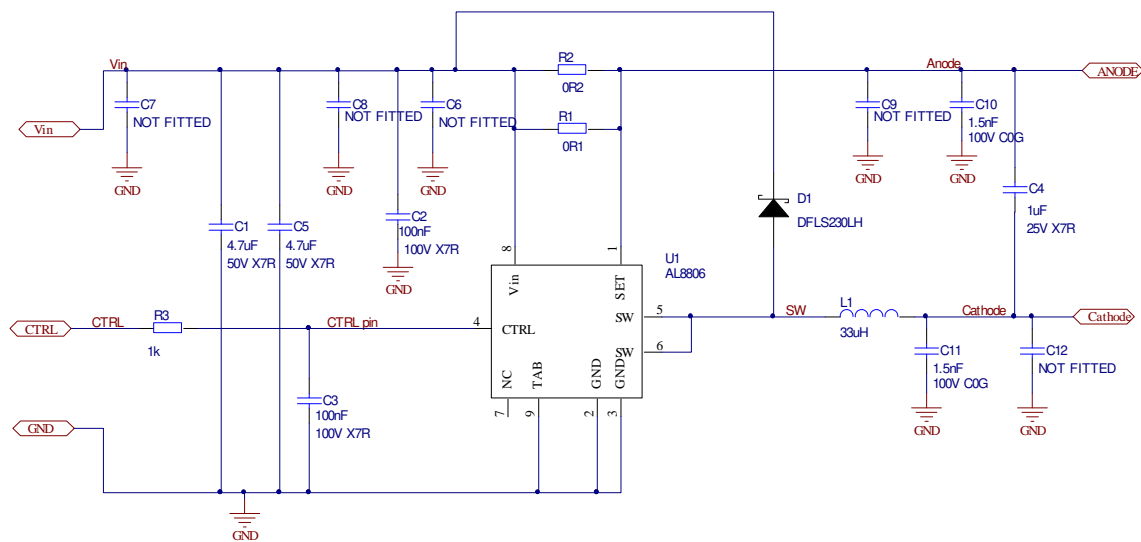 Vin
R2
0R2
Anode
ANODE
C7
NOT FITTED
C8
NOT FITTED
C6
NOT FITTED
C9
NOT FITTED
C10
1.5nF
100V C0G
Vin
R1
0R1
GND
GND
GND
GND
GND
C4
1uF
25V X7R
D1
DFLS230LH
C1
4.7uF
50V X7R
C5
4.7uF
50V X7R
C2
100nF
100V X7R
GND
8
1
U1
AL8806
Vin
SET
CTRL
CTRL
R3
1k
CTRL pin
4
CTRL
SW
5
SW
6
SW
L1
33uH
Cathode
Cathode
C11
1.5nF
100V C0G
C12
NOT FITTED
NC
TAB
GND
GND
7
9
2
3
C3
100nF
100V X7R
GND
GND
GND
GND